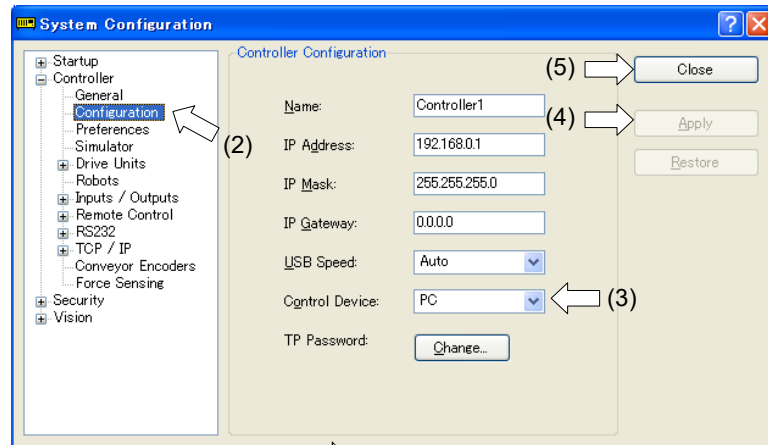 System Configuration
Startup
Controller
General
Configuration
Preferences
Simulator
Drive Units
Robots
Inputs / Outputs
Remote Control
RS232
TCP / IP
Conveyor Encoders
Force Sensing
Security
Vision
(2)
Controller Configuration
Name: Controller1
IP Address: 192.168.0.1
IP Mask: 255.255.255.0
IP Gateway: 0.0.0.0
USB Speed: Auto
Control Device: PC
(3)
TP Password: Change...
(5) Close
(4) Apply
Restore